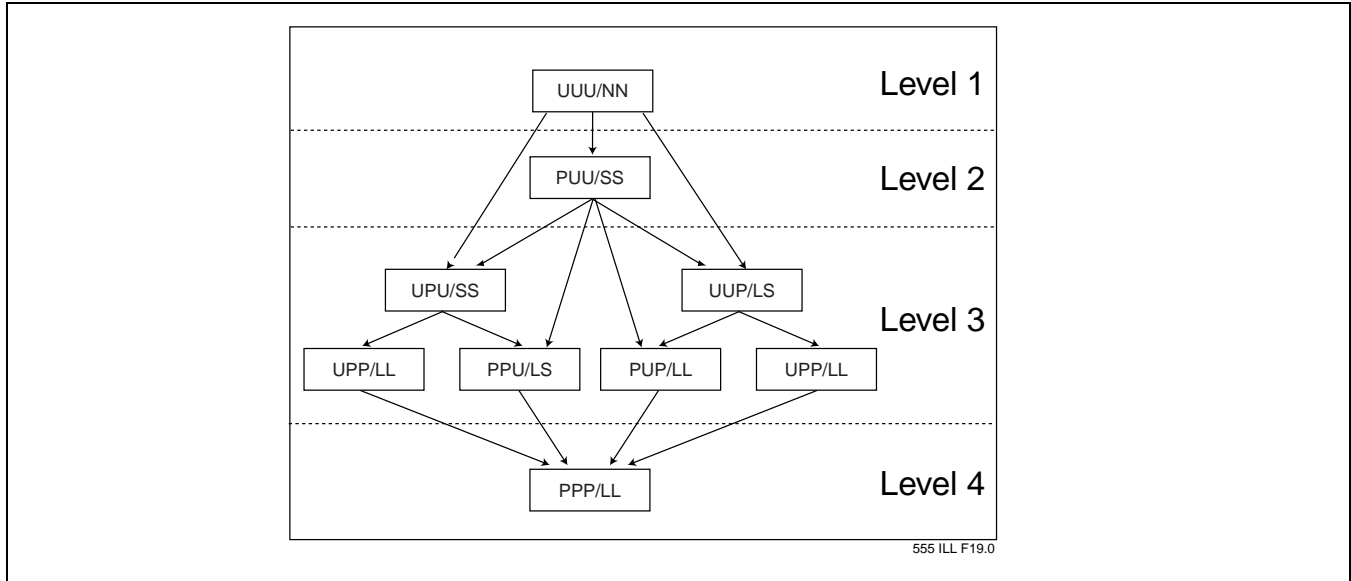 UUU/NN
Level 1
PUU/SS
Level 2
UPU/SS
UUP/LS
Level 3
UPP/LL
PPU/LS
PUP/LL
UPP/LL
PPP/LL
Level 4
555 ILL F19.0